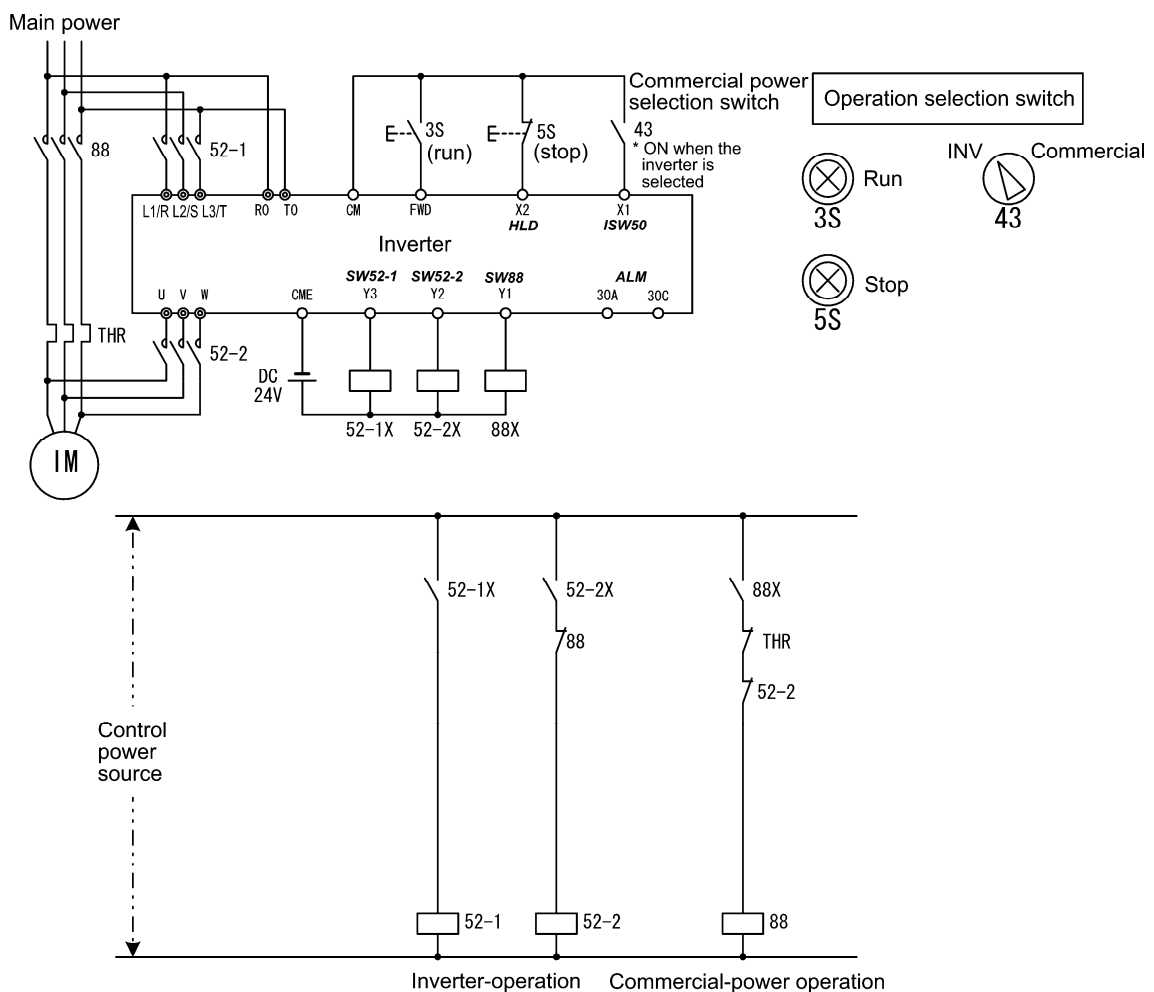 Main power
Commercial power
selection switch
Operation selection switch
88
52-1
3S
(run)
5S
(stop)
43
* ON when the
inverter is
selected
INV
Commercial
Run
3S
43
L1/R L2/S L3/T
R0
T0
CM
FWD
X2
HLD
X1
ISW50
Inverter
SW52-1
SW52-2
SW88
ALM
U
V
W
CME
Y3
Y2
Y1
30A
30C
Stop
5S
THR
52-2
DC
24V
52-1X
52-2X
88X
IM
52-1X
52-2X
88X
88
THR
52-2
Control
power
source
52-1
52-2
88
Inverter-operation
Commercial-power operation